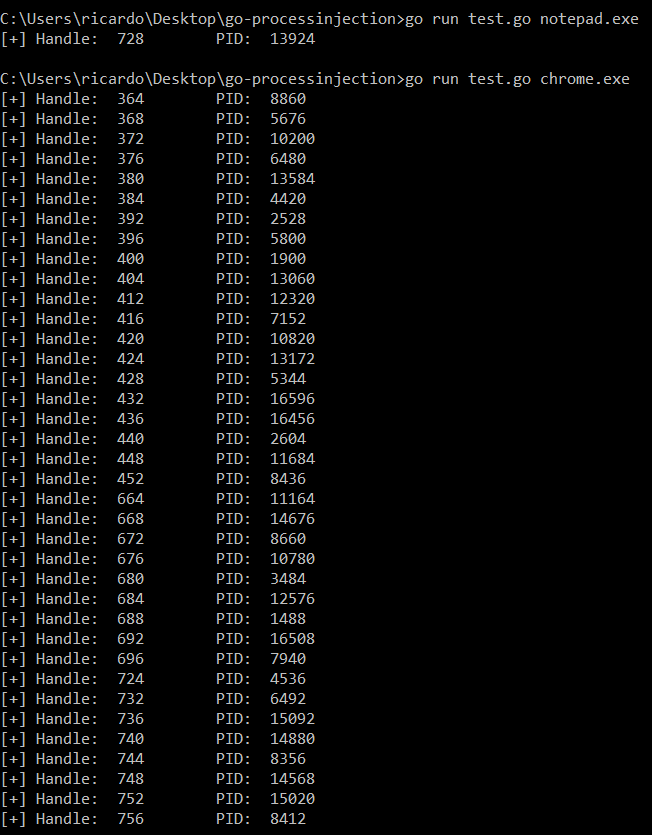 C:\Users\ricardo\Desktop\go-processinjection>go run test.go notepad.exe
[+] Handle:  728        PID:  13924
C:\Users\ricardo\Desktop\go-processinjection>go run test.go chrome.exe
[+] Handle:  364        PID:  8860
[+] Handle:  368        PID:  5676
[+] Handle:  372        PID:  10200
[+] Handle:  376        PID:  6480
[+] Handle:  380        PID:  13584
[+] Handle:  384        PID:  4420
[+] Handle:  392        PID:  2528
[+] Handle:  396        PID:  5800
[+] Handle:  400        PID:  1900
[+] Handle:  404        PID:  13060
[+] Handle:  412        PID:  12320
[+] Handle:  416        PID:  7152
[+] Handle:  420        PID:  10820
[+] Handle:  424        PID:  13172
[+] Handle:  428        PID:  5344
[+] Handle:  432        PID:  16596
[+] Handle:  436        PID:  16456
[+] Handle:  440        PID:  2604
[+] Handle:  448        PID:  11684
[+] Handle:  452        PID:  8436
[+] Handle:  664        PID:  11164
[+] Handle:  668        PID:  14676
[+] Handle:  672        PID:  8660
[+] Handle:  676        PID:  10780
[+] Handle:  680        PID:  3484
[+] Handle:  684        PID:  12576
[+] Handle:  688        PID:  1488
[+] Handle:  692        PID:  16508
[+] Handle:  696        PID:  7940
[+] Handle:  724        PID:  4536
[+] Handle:  732        PID:  6492
[+] Handle:  736        PID:  15092
[+] Handle:  740        PID:  14880
[+] Handle:  744        PID:  8356
[+] Handle:  748        PID:  14568
[+] Handle:  752        PID:  15020
[+] Handle:  756        PID:  8412